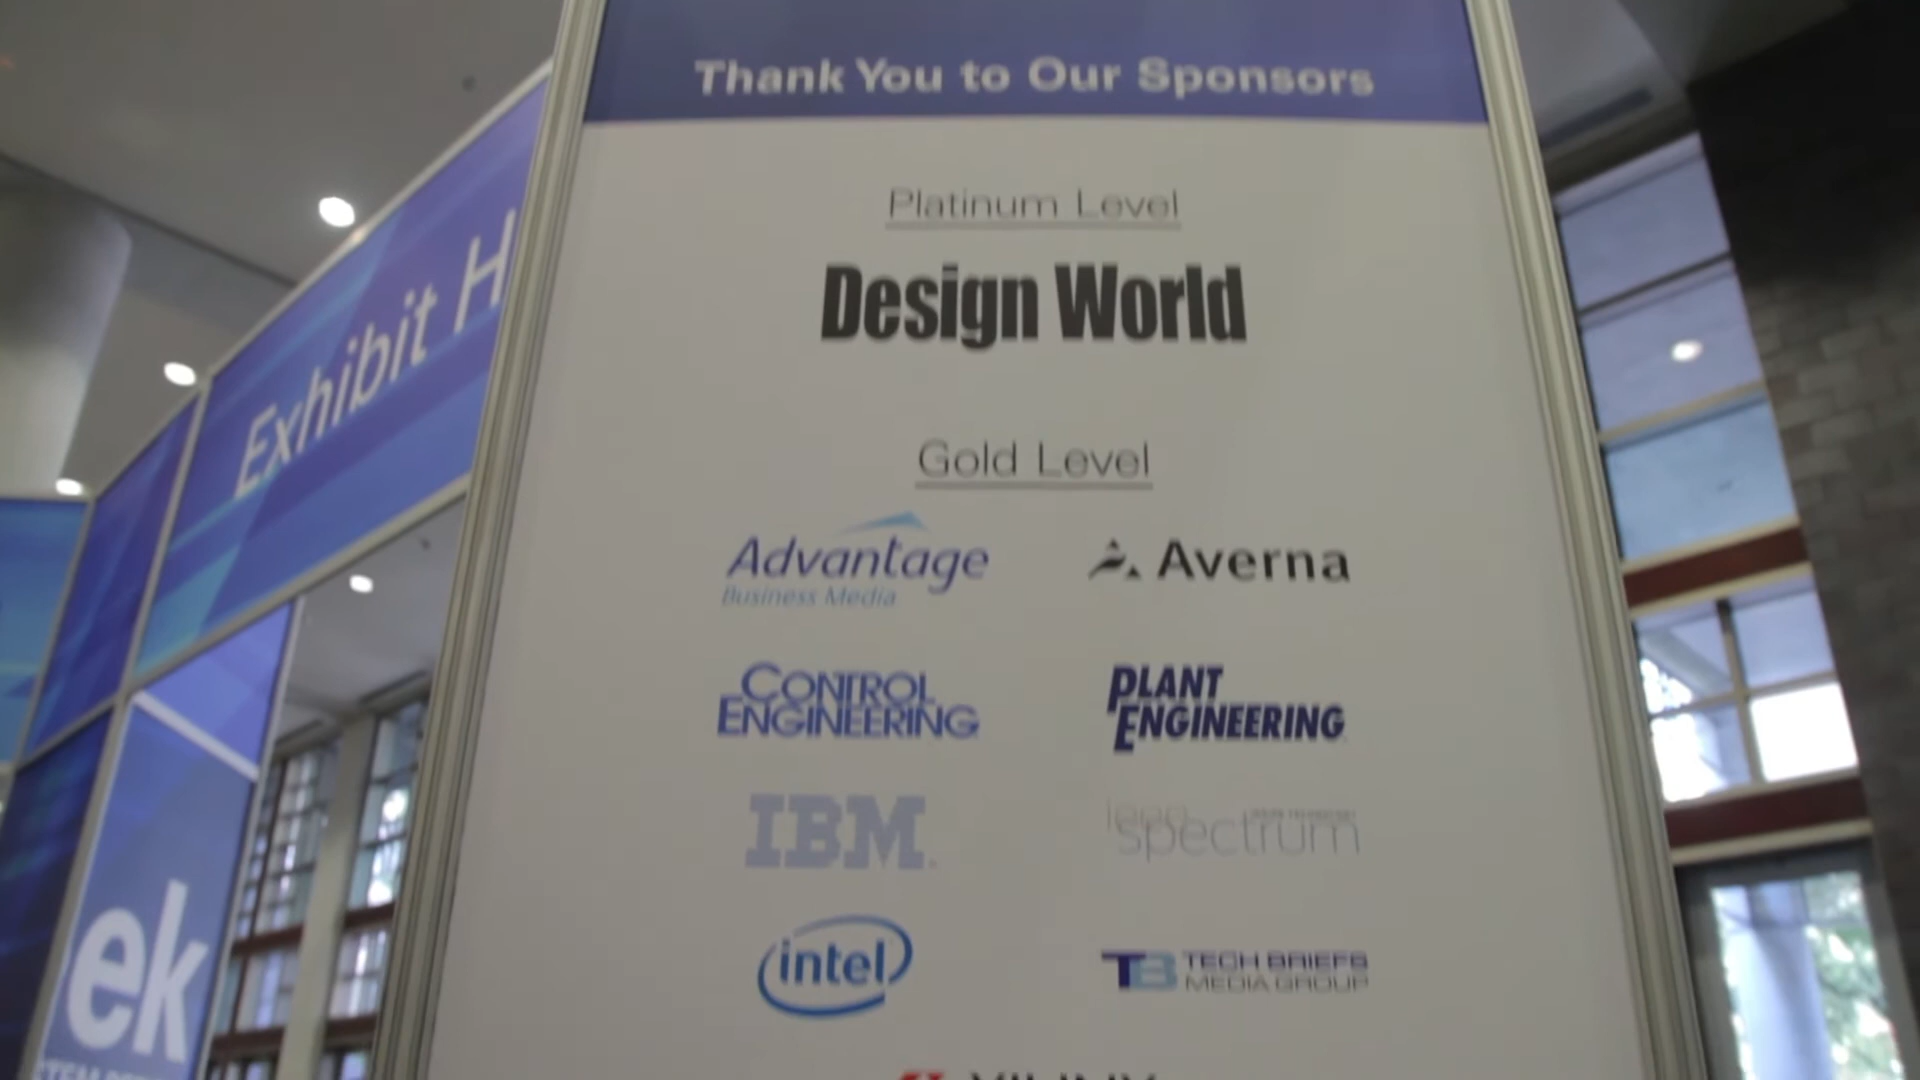 Thank You to Our Sponsors
Platinum Level
Design World
Gold Level
Advantage
Business Media
Averna
CONTROL
ENGINEERING
PLANT
ENGINEERING
IBM
spectrum
intel
TB TECH BRIEFS
MEDIA GROUP
Exhibit H
ek